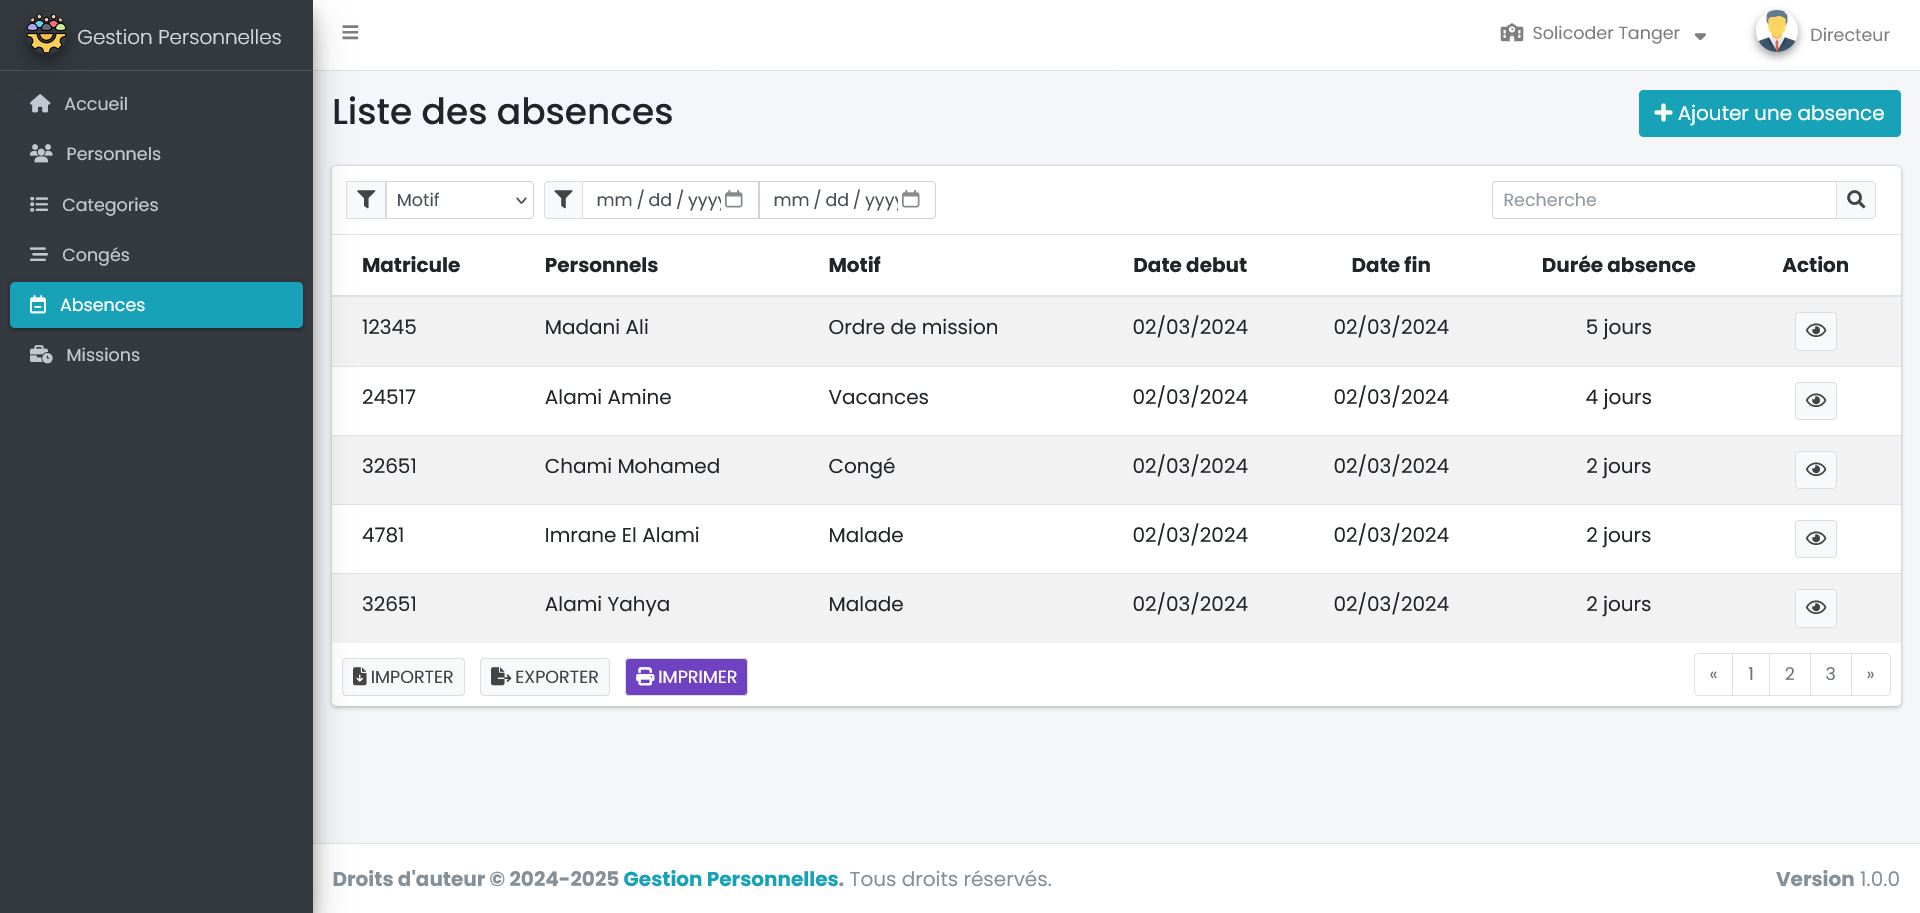 Gestion Personnelles
Solicoder Tanger
Directeur
Accueil
Personnels
Categories
Congés
Absences
Missions
Liste des absences
Ajouter une absence
Motif
mm / dd / yyyy
mm / dd / yyyy
Recherche
Matricule Personnels Motif Date debut Date fin Durée absence Action
12345 Madani Ali Ordre de mission 02/03/2024 02/03/2024 5 jours
24517 Alami Amine Vacances 02/03/2024 02/03/2024 4 jours
32651 Chami Mohamed Congé 02/03/2024 02/03/2024 2 jours
4781 Imrane El Alami Malade 02/03/2024 02/03/2024 2 jours
32651 Alami Yahya Malade 02/03/2024 02/03/2024 2 jours
IMPORTER EXPORTER IMPRIMER
« 1 2 3 »
Droits d'auteur © 2024-2025 Gestion Personnelles. Tous droits réservés.
Version 1.0.0